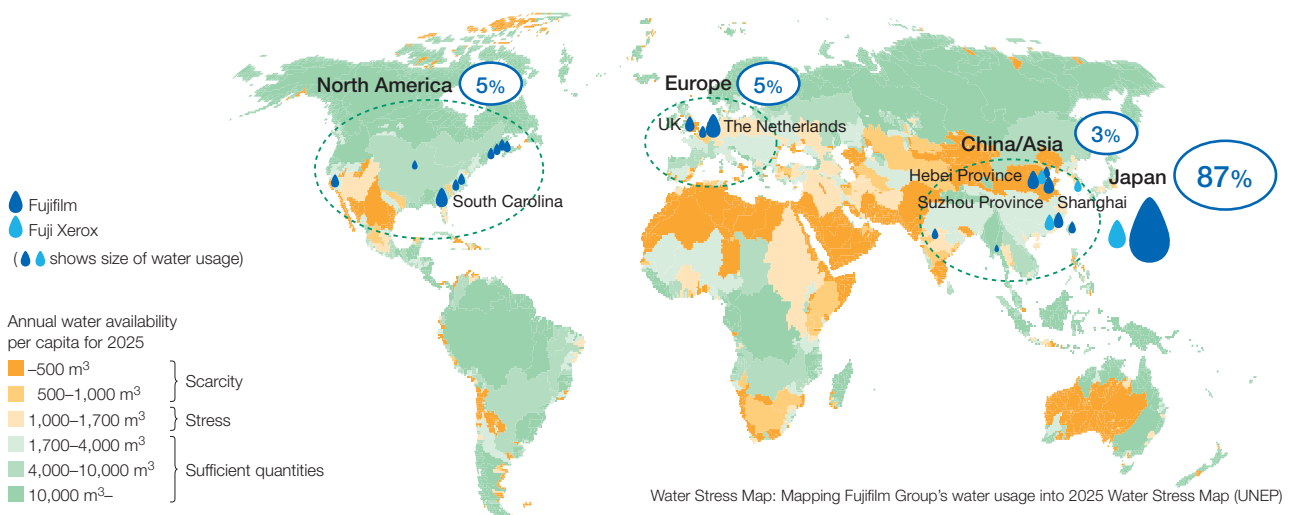 North America 5%
Europe 5%
UK
The Netherlands
3%
China/Asia
Hebei Province
Japan 87%
Suzhou Province Shanghai
South Carolina
Fujifilm
Fuji Xerox
( shows size of water usage)
Annual water availability
per capita for 2025
–500 m³
500–1,000 m³
Scarcity
1,000–1,700 m³
Stress
1,700–4,000 m³
4,000–10,000 m³
Sufficient quantities
10,000 m³–
Water Stress Map: Mapping Fujifilm Group's water usage into 2025 Water Stress Map (UNEP)